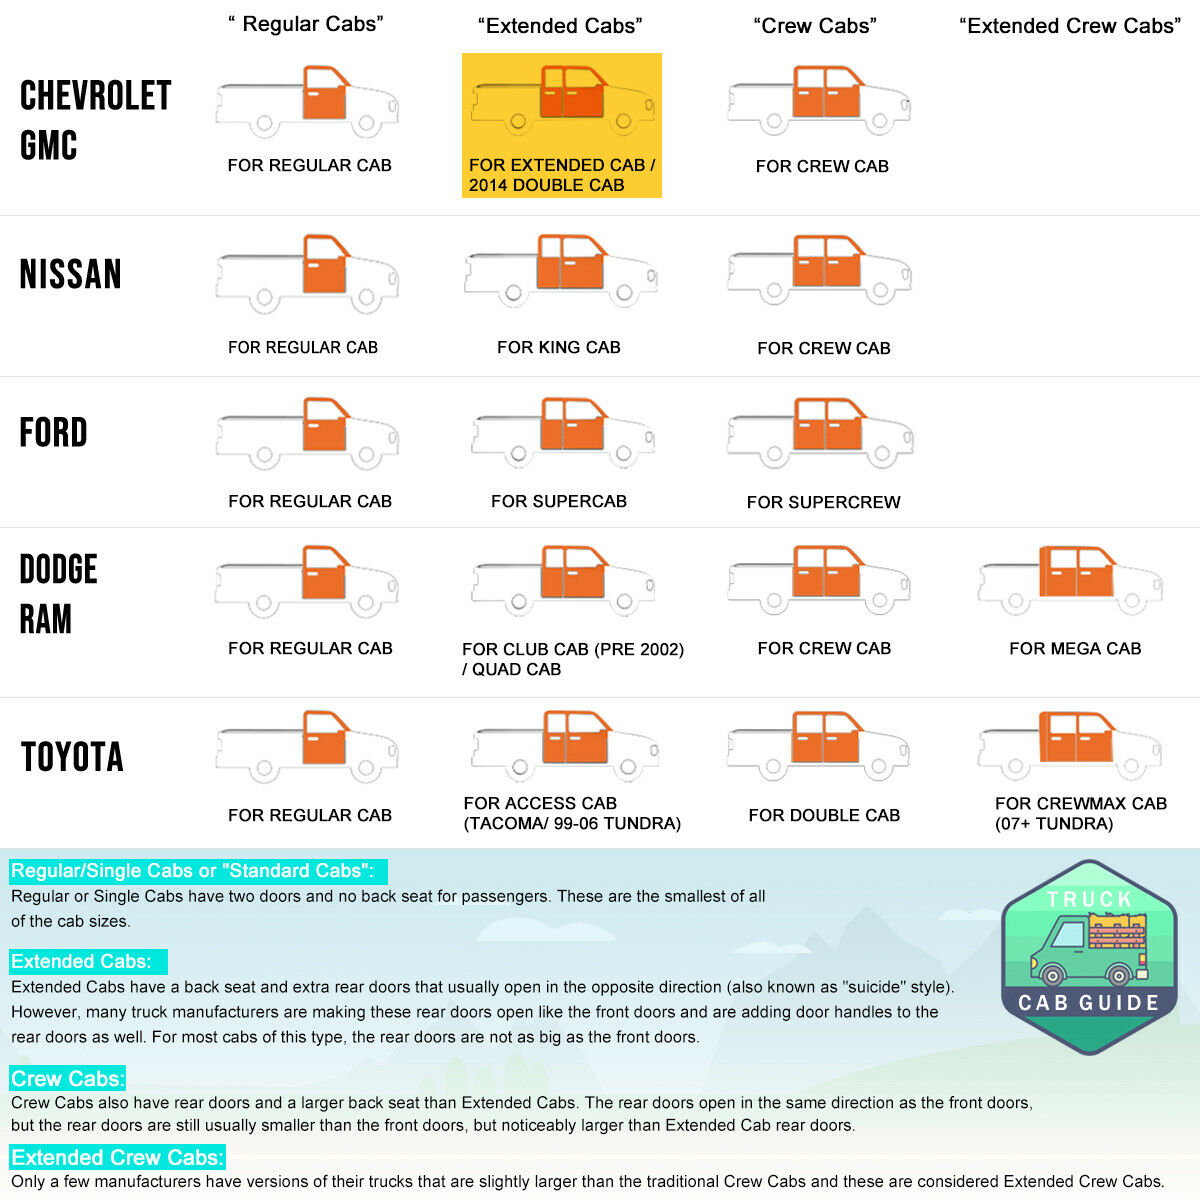 “ Regular Cabs”
“Extended Cabs”
“Crew Cabs”
“Extended Crew Cabs”
CHEVROLET
GMC
FOR REGULAR CAB
FOR EXTENDED CAB /
2014 DOUBLE CAB
FOR CREW CAB
NISSAN
FOR REGULAR CAB
FOR KING CAB
FOR CREW CAB
FORD
FOR REGULAR CAB
FOR SUPERCAB
FOR SUPERCREW
DODGE
RAM
FOR REGULAR CAB
FOR CLUB CAB (PRE 2002)
/ QUAD CAB
FOR CREW CAB
FOR MEGA CAB
TOYOTA
FOR REGULAR CAB
FOR ACCESS CAB
(TACOMA/ 99-06 TUNDRA)
FOR DOUBLE CAB
FOR CREWMAX CAB
(07+ TUNDRA)
Regular/Single Cabs or "Standard Cabs":
Regular or Single Cabs have two doors and no back seat for passengers. These are the smallest of all
of the cab sizes.
Extended Cabs:
Extended Cabs have a back seat and extra rear doors that usually open in the opposite direction (also known as "suicide" style).
However, many truck manufacturers are making these rear doors open like the front doors and are adding door handles to the
rear doors as well. For most cabs of this type, the rear doors are not as big as the front doors.
TRUCK
CAB GUIDE
Crew Cabs:
Crew Cabs also have rear doors and a larger back seat than Extended Cabs. The rear doors open in the same direction as the front doors,
but the rear doors are still usually smaller than the front doors, but noticeably larger than Extended Cab rear doors.
Extended Crew Cabs:
Only a few manufacturers have versions of their trucks that are slightly larger than the traditional Crew Cabs and these are considered Extended Crew Cabs.